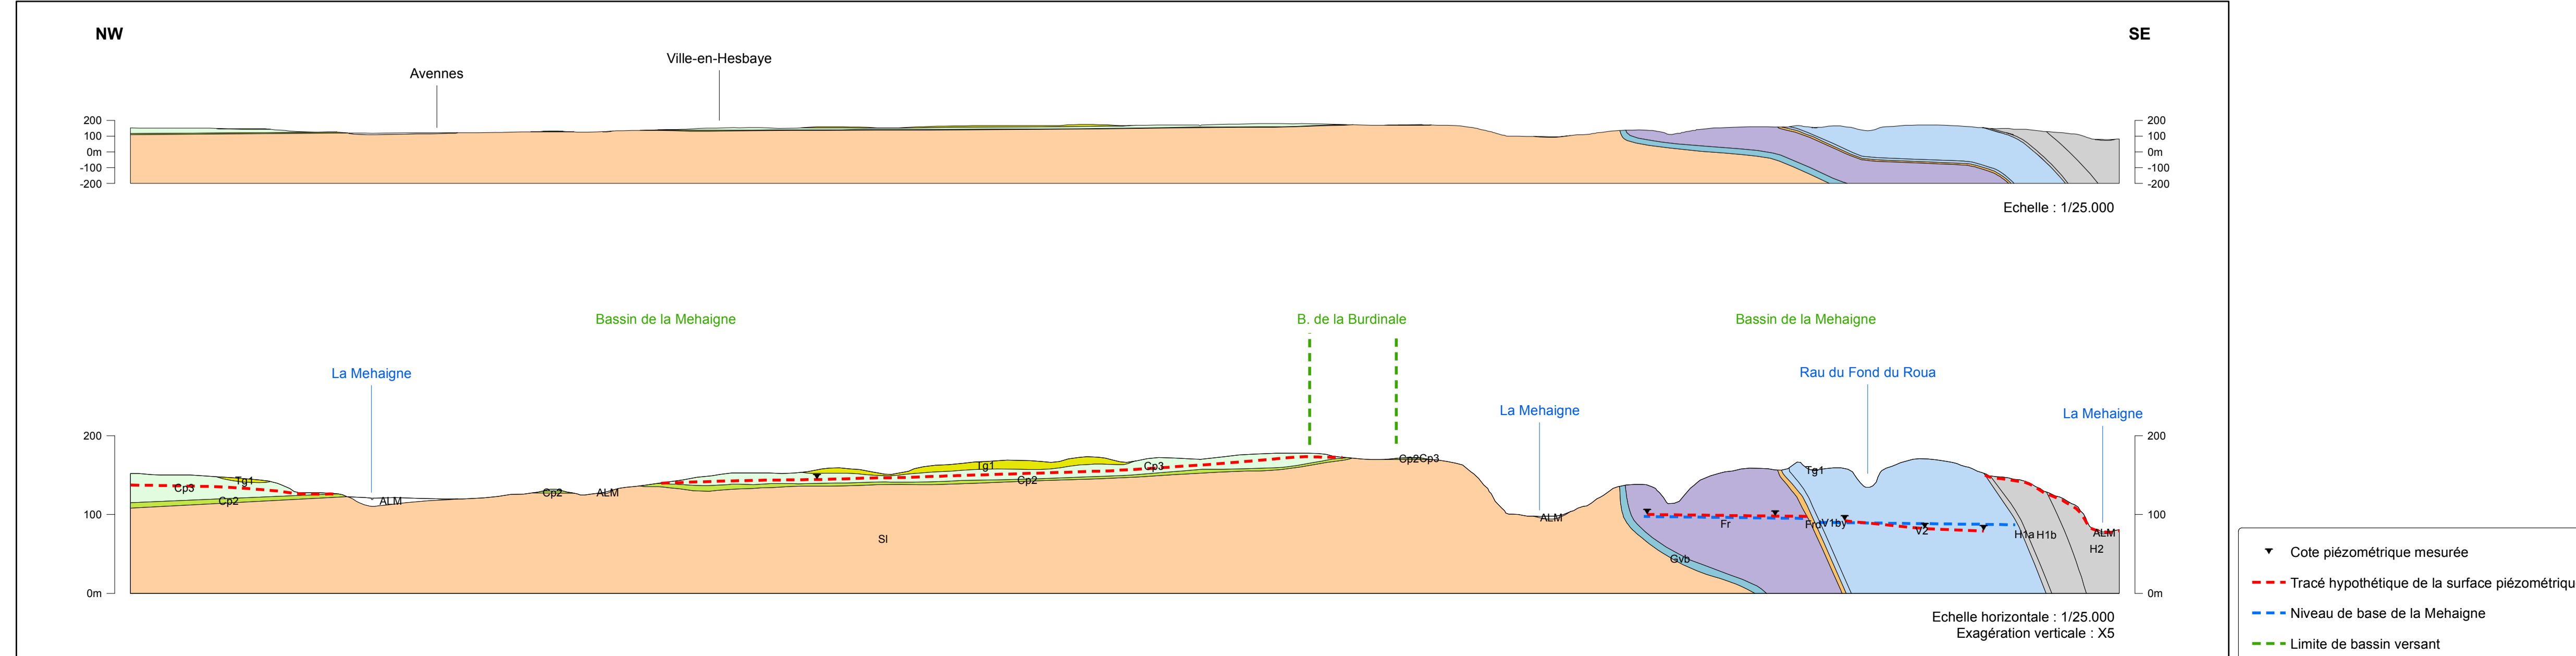 NW
SE
Ville-en-Hesbaye
Avennes
200
100
0m
-100
-200
200
100
0m
-100
-200
Echelle : 1/25.000
Bassin de la Mehaigne
B. de la Burdinale
Bassin de la Mehaigne
La Mehaigne
Rau du Fond du Roua
La Mehaigne
La Mehaigne
200
100
0m
200
100
0m
Cp3
Tg1
Cp2
ALM
Cp2
ALM
Tg1
Cp3
Cp2
Cp2Cp3
Sl
ALM
Tg1
Fr
Frd
V1by
V2
Gvb
H1a
H1b
ALM
H2
Echelle horizontale : 1/25.000
Exagération verticale : X5
Cote piézométrique mesurée
Tracé hypothétique de la surface piézométriqu
Niveau de base de la Mehaigne
Limite de bassin versant